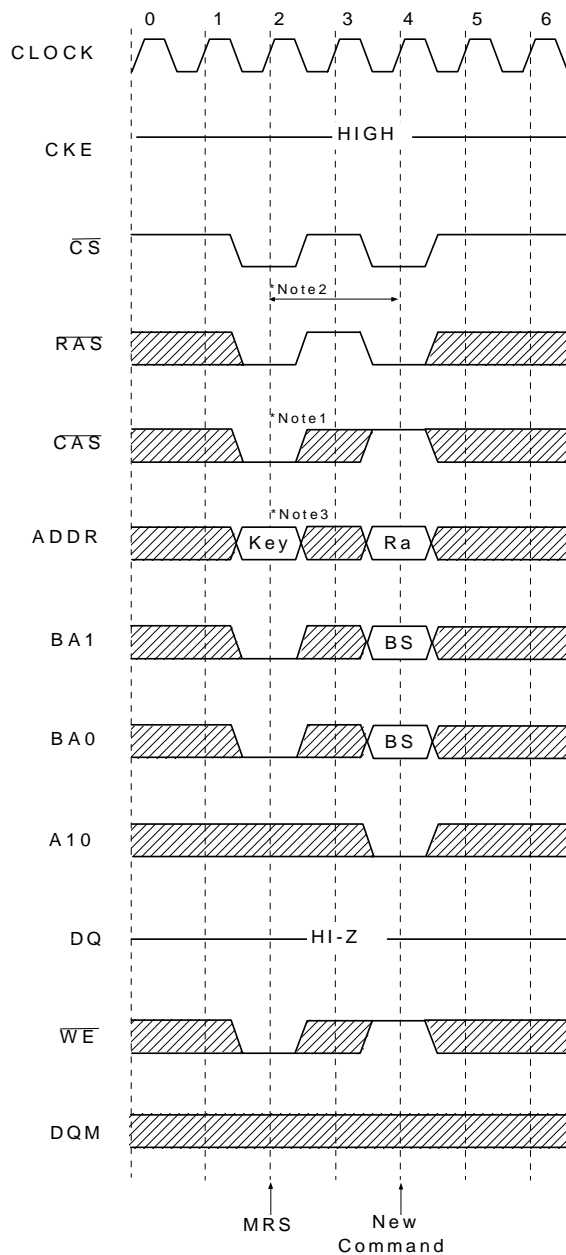 0 1 2 3 4 5 6
CLOCK
HIGH
CKE
CS
*Note2
RAS
*Note1
CAS
*Note3
ADDR Key Ra
BA1 BS
BA0 BS
A10
DQ HI-Z
WE
DQM
MRS New
Command